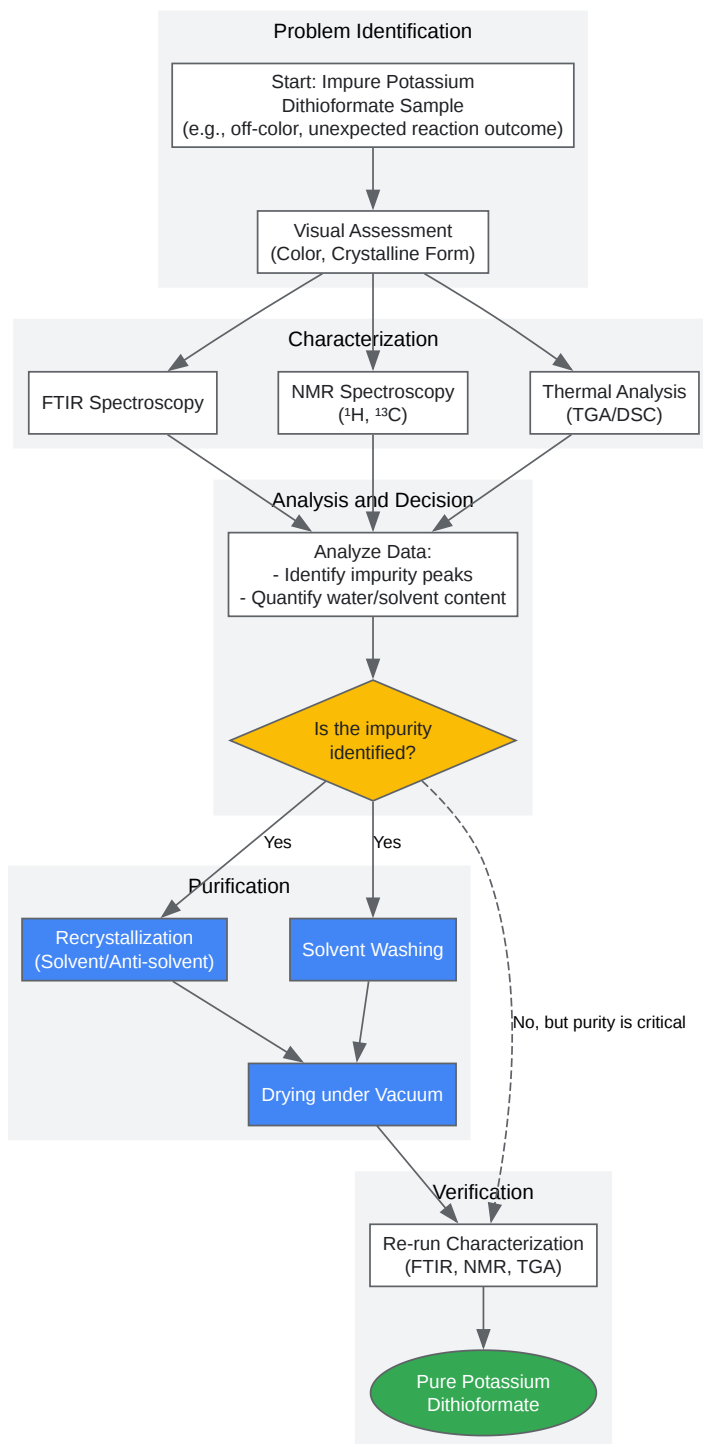 Problem Identification
Start: Impure Potassium
Dithioformate Sample
(e.g., off-color, unexpected reaction outcome)
Visual Assessment
(Color, Crystalline Form)
Characterization
FTIR Spectroscopy
NMR Spectroscopy
(¹H, ¹³C)
Thermal Analysis
(TGA/DSC)
Analysis and Decision
Analyze Data:
- Identify impurity peaks
- Quantify water/solvent content
Is the impurity
identified?
Yes
Yes
Purification
Recrystallization
(Solvent/Anti-solvent)
Solvent Washing
No, but purity is critical
Drying under Vacuum
Verification
Re-run Characterization
(FTIR, NMR, TGA)
Pure Potassium
Dithioformate